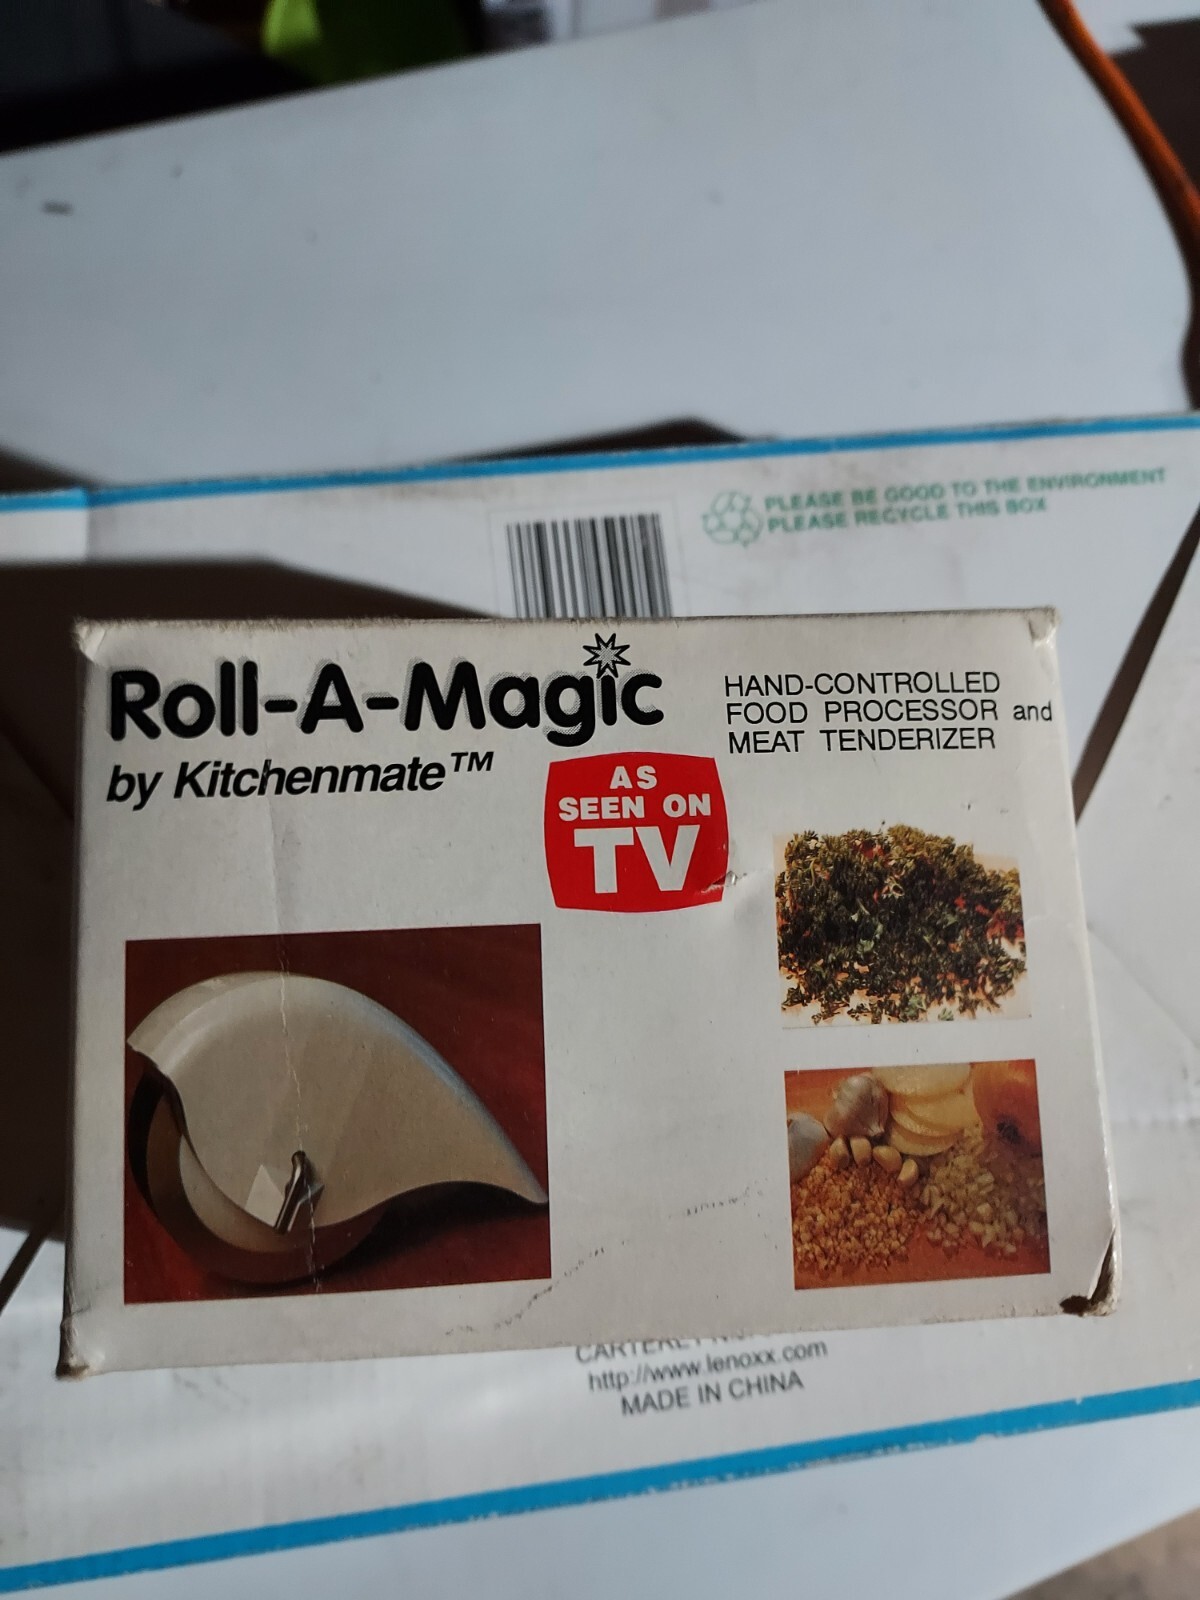 PLEASE BE GOOD TO THE ENVIRONMENT
PLEASE RECYCLE THIS BOX
Roll-A-Magic
by Kitchenmate™
HAND-CONTROLLED
FOOD PROCESSOR and
MEAT TENDERIZER
AS
SEEN ON
TV
http://www.lenoxx.com
MADE IN CHINA